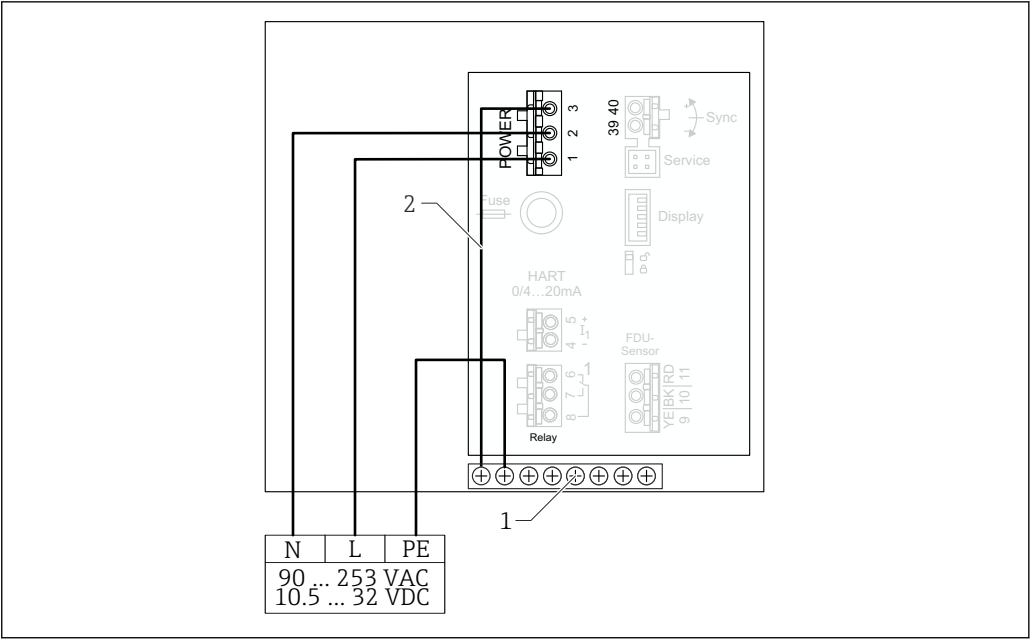 POWER
3
2
1
39 40
Sync
Service
Fuse
2
Display
HART
0/4...20mA
5 +
I1
4 -
FDU-
Sensor
6
7
8
1
YE|BK|RD
9 | 10 | 11
Relay
1
N L PE
90 ... 253 VAC
10.5 ... 32 VDC